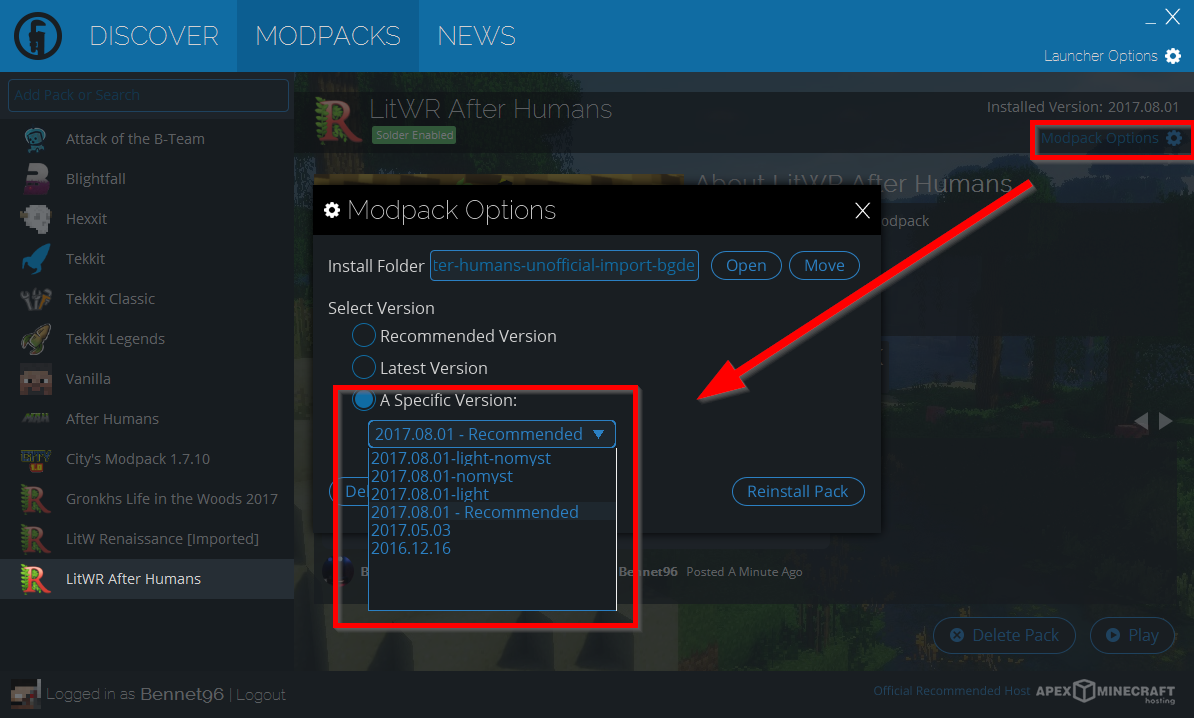 DISCOVER MODPACKS NEWS
Launcher Options
Add Pack or Search
Attack of the B-Team
Blightfall
Hexxit
Tekkit
Tekkit Classic
Tekkit Legends
Vanilla
After Humans
City's Modpack 1.7.10
Gronkhs Life in the Woods 2017
LitW Renaissance [Imported]
LitWR After Humans
Logged in as Bennet96 | Logout
LitWR After Humans
Solder Enabled
Installed Version: 2017.08.01
Modpack Options
About LitWR After Humans
odpack
Modpack Options
Install Folder ter-humans-unofficial-import-bgde Open Move
Select Version
Recommended Version
Latest Version
A Specific Version:
2017.08.01 - Recommended
2017.08.01-light-nomyst
2017.08.01-nomyst
2017.08.01-light
2017.08.01 - Recommended
2017.05.03
2016.12.16
Del
Reinstall Pack
B
Bennet96 Posted A Minute Ago
Delete Pack Play
Official Recommended Host APEX MINECRAFT
hosting